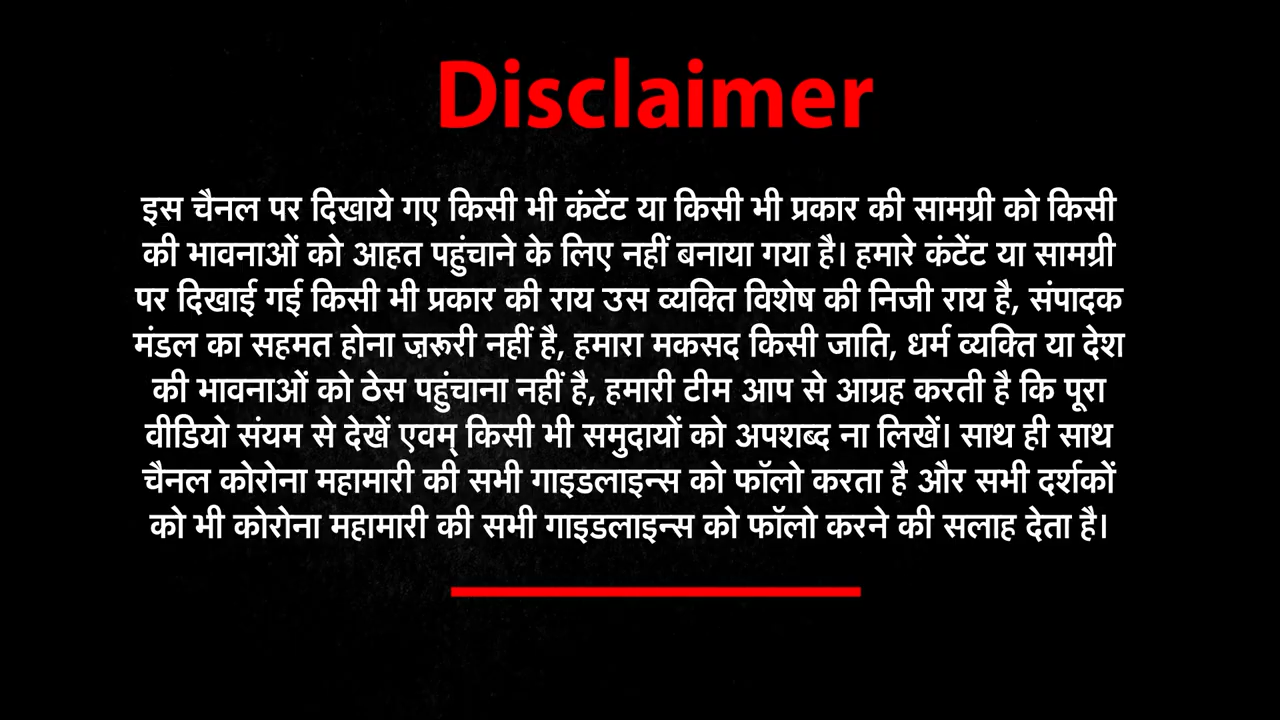 Disclaimer
इस चैनल पर दिखाये गए किसी भी कंटेंट या किसी भी प्रकार की सामग्री को किसी
की भावनाओं को आहत पहुंचाने के लिए नहीं बनाया गया है। हमारे कंटेंट या सामग्री
पर दिखाई गई किसी भी प्रकार की राय उस व्यक्ति विशेष की निजी राय है, संपादक
मंडल का सहमत होना ज़रूरी नहीं है, हमारा मकसद किसी जाति, धर्म व्यक्ति या देश
की भावनाओं को ठेस पहुंचाना नहीं है, हमारी टीम आप से आग्रह करती है कि पूरा
वीडियो संयम से देखें एवम् किसी भी समुदायों को अपशब्द ना लिखें। साथ ही साथ
चैनल कोरोना महामारी की सभी गाइडलाइन्स को फॉलो करता है और सभी दर्शकों
को भी कोरोना महामारी की सभी गाइडलाइन्स को फॉलो करने की सलाह देता है।